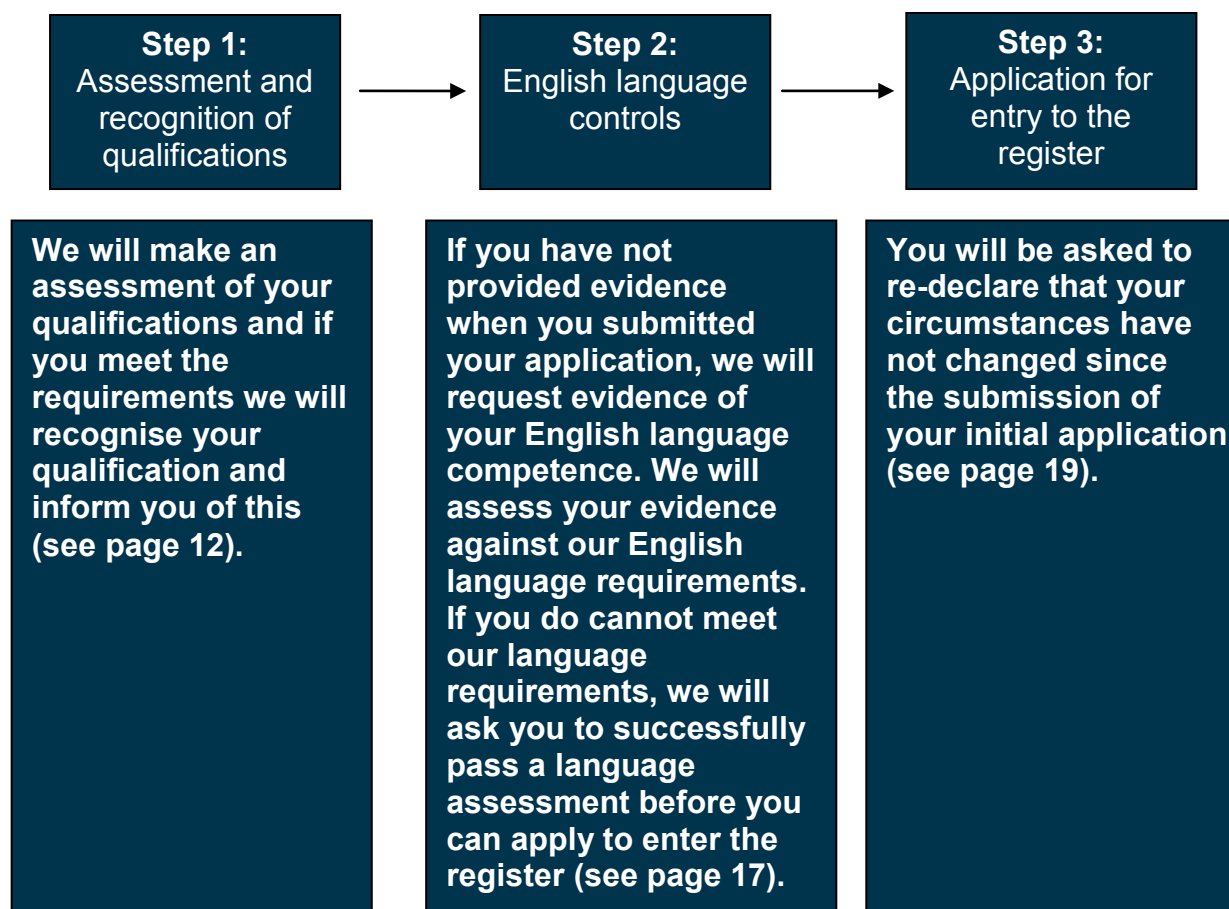 Step 1:
Assessment and
recognition of
qualifications
Step 2:
English language
controls
Step 3:
Application for
entry to the
register
We will make an
assessment of your
qualifications and if
you meet the
requirements we will
recognise your
qualification and
inform you of this
(see page 12).
If you have not
provided evidence
when you submitted
your application, we will
request evidence of
your English language
competence. We will
assess your evidence
against our English
language requirements.
If you do cannot meet
our language
requirements, we will
ask you to successfully
pass a language
assessment before you
can apply to enter the
register (see page 17).
You will be asked to
re-declare that your
circumstances have
not changed since
the submission of
your initial application
(see page 19).